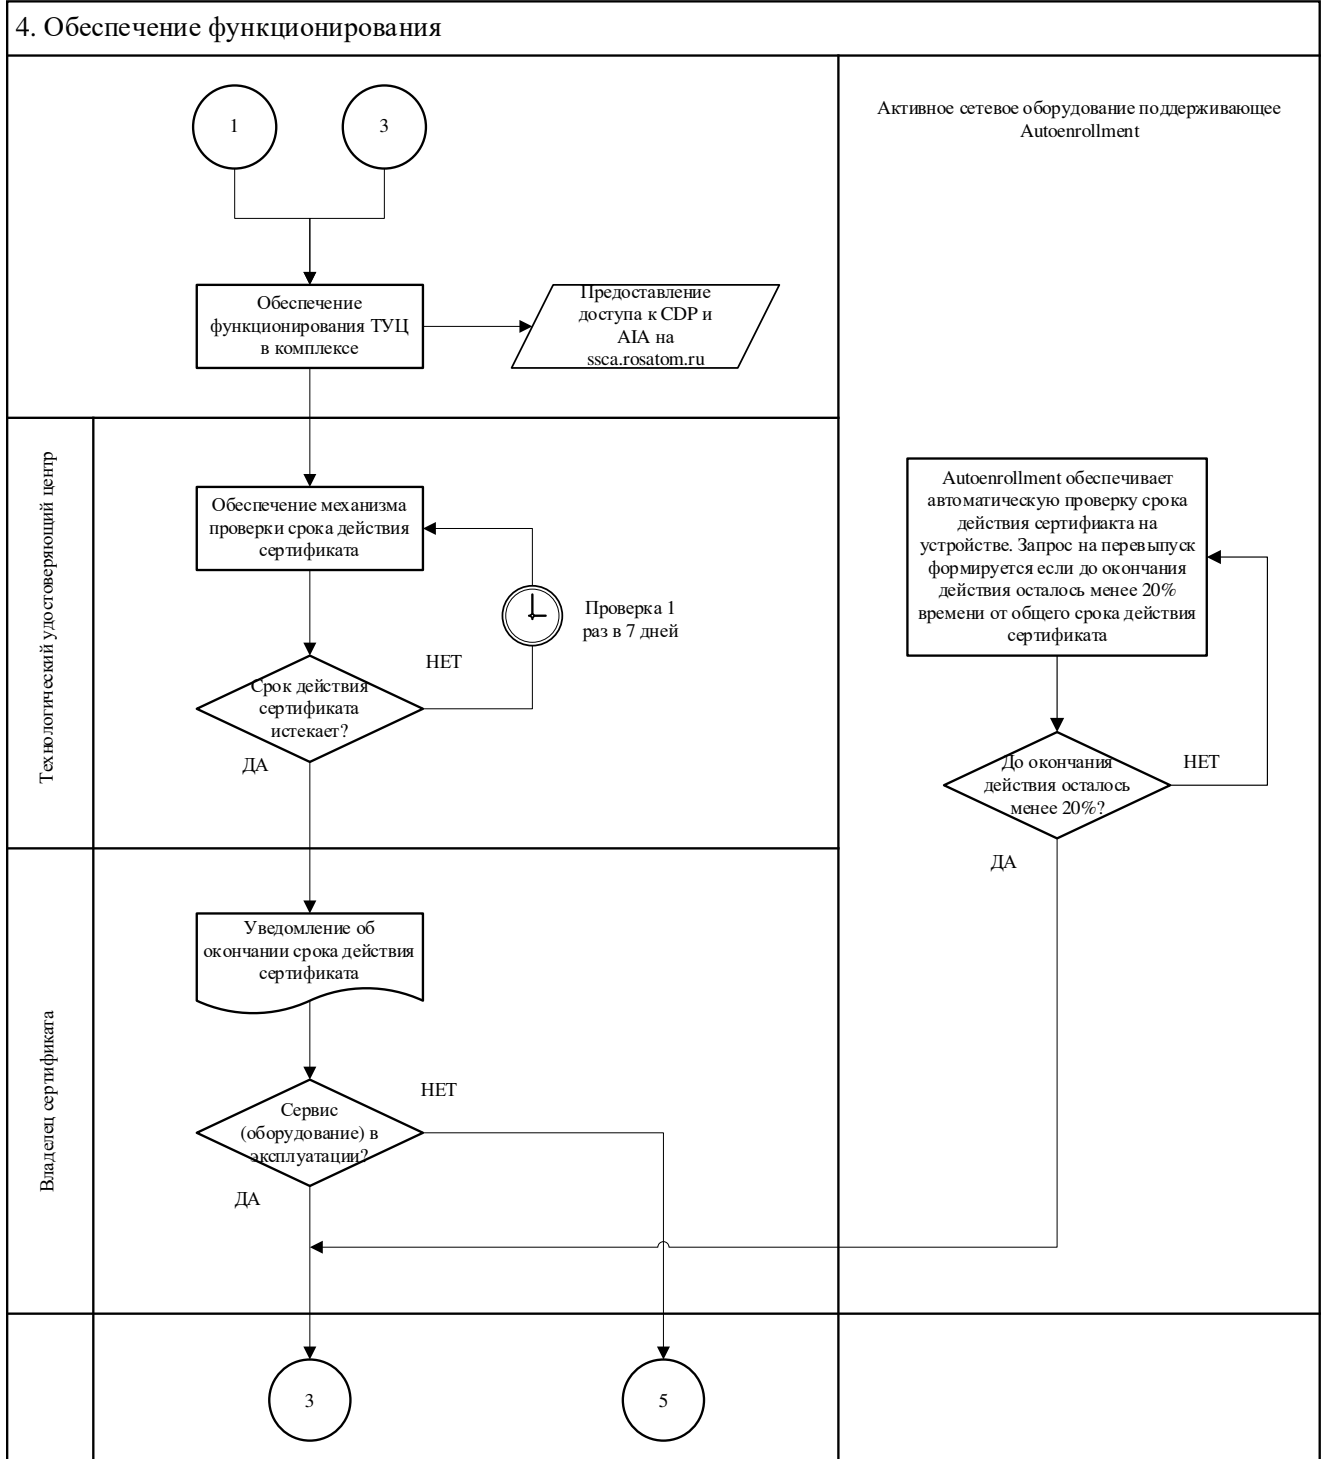 4. Обеспечение функционирования
1
3
Активное сетевое оборудование поддерживающее
Autoenrollment
Обеспечение
функционирования ТУЦ
в комплексе
Предоставление
доступа к CDP и
AIA на
ssca.rosatom.ru
Технологический удостоверяющий центр
Обеспечение механизма
проверки срока действия
сертификата
Проверка 1
раз в 7 дней
НЕТ
Срок действия
сертификата
истекает?
ДА
Autoenrollment обеспечивает
автоматическую проверку срока
действия сертифиакта на
устройстве. Запрос на перевыпуск
формируется если до окончания
действия осталось менее 20%
времени от общего срока действия
сертификата
До окончания
действия осталось
менее 20%?
НЕТ
ДА
Владелец сертификата
Уведомление об
окончании срока действия
сертификата
НЕТ
Сервис
(оборудование) в
эксплуатации?
ДА
3
5